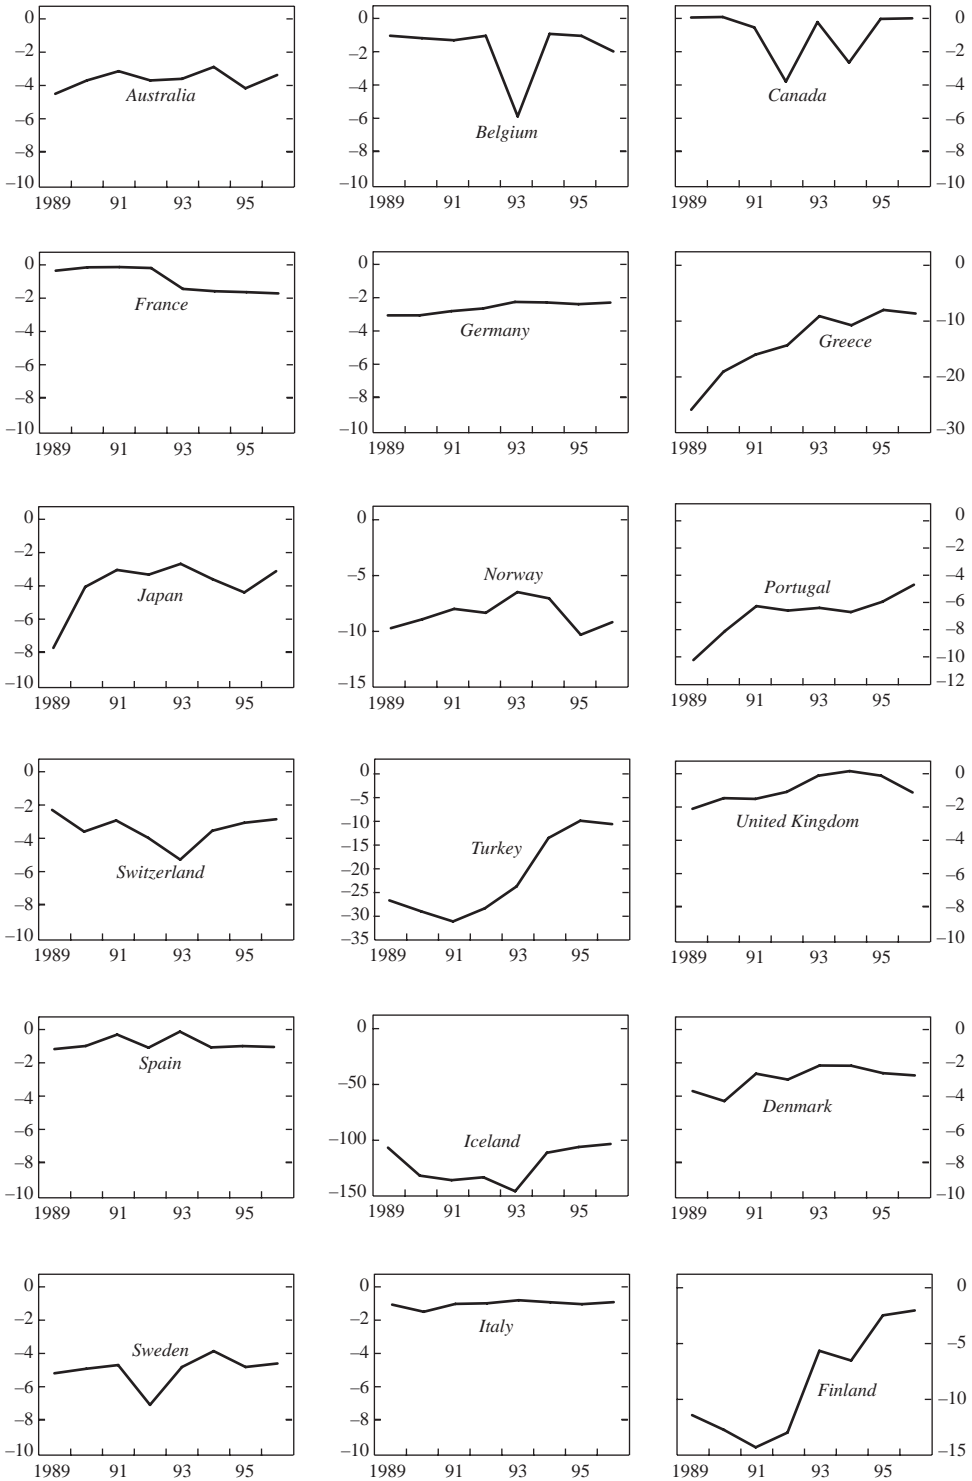 0 0 0
–2 –2 –2
–4 –4 –4
Australia Canada
–6 –6 –6
Belgium
–8 –8 –8
–10 –10 –10
1989 91 93 95 1989 91 93 95 1989 91 93 95
0 0 0
–2 –2
France
–10
–4 Germany –4 Greece
–6 –6 –20
–8 –8
–10 –10 –30
1989 91 93 95 1989 91 93 95 1989 91 93 95
0 0 0
–2 –2
–4 –5 Norway –4
Japan Portugal
–6 –6
–8 –10 –8
–10
–10 –15 –12
1989 91 93 95 1989 91 93 95 1989 91 93 95
0 0 0
–5
–2 –10 –2
United Kingdom
–4 –15 Turkey –4
–20
Switzerland
–6 –25 –6
–8 –30 –8
–10 –35 –10
1989 91 93 95 1989 91 93 95 1989 91 93 95
0 0 0
–2 –2
Spain
–50
–4 –4
Denmark
–6 –100 Iceland –6
–8 –8
–10 –150 –10
1989 91 93 95 1989 91 93 95 1989 91 93 95
0 0 0
–2 –2
Italy
Sweden –5
–4 –4
–6 –6
Finland
–8 –8 –10
–10 –10 –15
1989 91 93 95 1989 91 93 95 1989 91 93 95